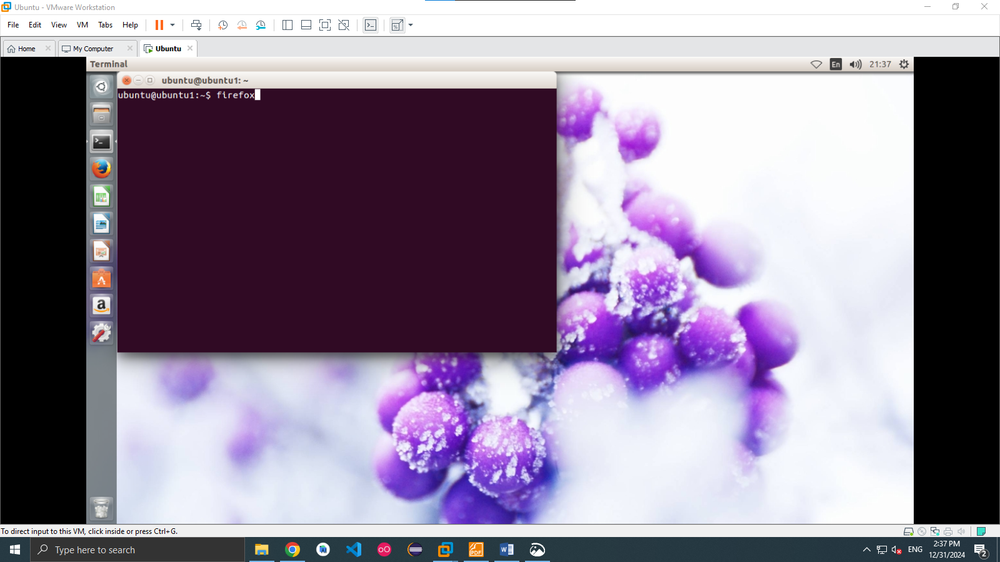 Ubuntu - VMware Workstation
File Edit View VM Tabs Help
Home My Computer Ubuntu
Terminal En 21:37
ubuntu@ubuntu1: ~
ubuntu@ubuntu1:~$ firefox
To direct input to this VM, click inside or press Ctrl+G.
Type here to search
ENG
2:37 PM
12/31/2024
2